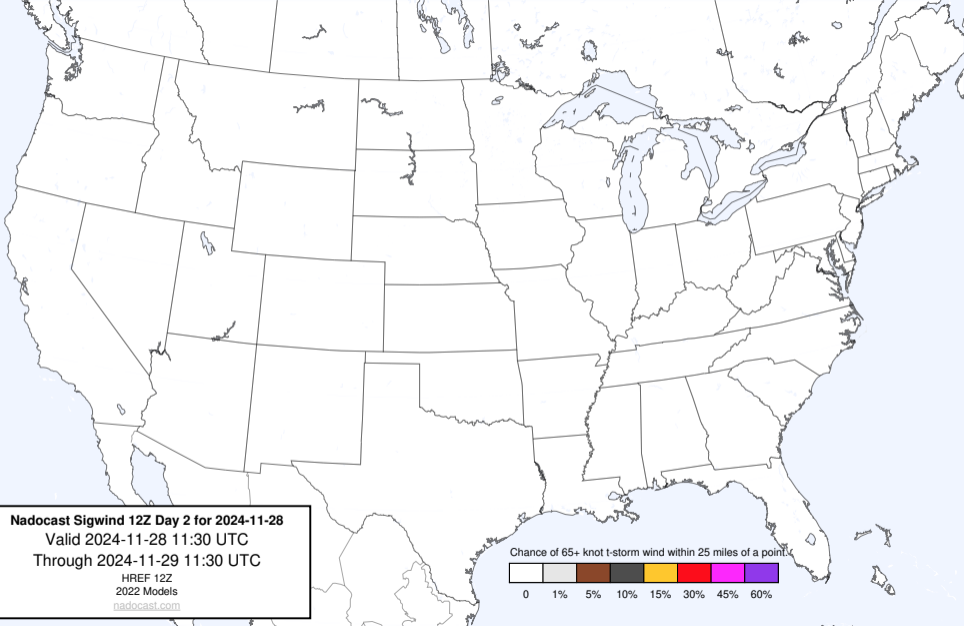 Nadocast Sigwind 12Z Day 2 for 2024-11-28
Valid 2024-11-28 11:30 UTC
Through 2024-11-29 11:30 UTC
HREF 12Z
2022 Models
nadocast.com
Chance of 65+ knot t-storm wind within 25 miles of a point.
0 1% 5% 10% 15% 30% 45% 60%